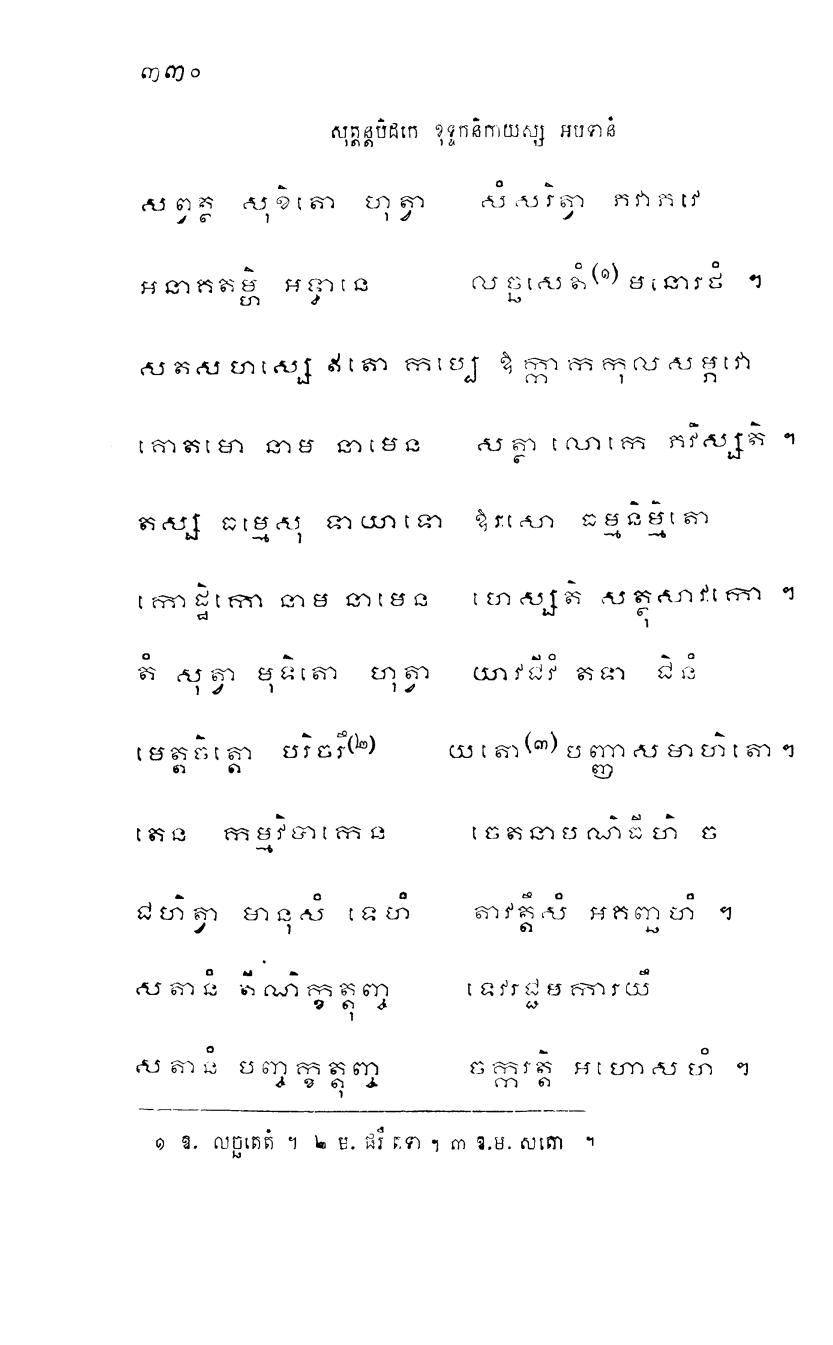 ៣៣០
សុត្តន្តបិដកេ ខុទ្ទកនិកាយស្ស អបទានំ
សព្វត្ថ សុខិតោ ហុត្វា សំសរិត្វា ភវាភវេ
អនាគតម្ហិ អទ្ធានេ លច្ឆសេតំ(១) មនោរថំ ។
សតសហស្សេ ឥតោ កប្បេ ឱក្កាកកុលសម្ភវោ
គោតមោ នាម នាមេន សត្ថា លោកេ ភវិស្សតិ ។
តស្ស ធម្មេសុ ទាយាទោ ឱរសោ ធម្មនិម្មិតោ
កោដ្ឋិកោ នាម នាមេន ហេស្សតិ សត្ថុសាវកោ ។
តំ សុត្វា មុទិតោ ហុត្វា យាវជីវំ តទា ជិនំ
មេត្តចិត្តោ បរិចរឹ(២) យតោ(៣) បញ្ញាសមាហិតោ។
តេន កម្មវិបាកេន ចេតនាបណិធីហិ ច
ជហិត្វា មានុសំ ទេហំ តាវត្តឹសំ អគញ្ឆហំ ។
សតានំ តីណិក្ខត្តុញ្ច ទេវរជ្ជមការយឹ
សតានំ បញ្ចក្ខត្តុញ្ច ចក្កវត្តិ អហោសហំ ។
១ ឱ. លច្ឆតេតំ ។ ២ ម. ផរឹ តទា ។ ៣ ឱ.ម. សតោ ។